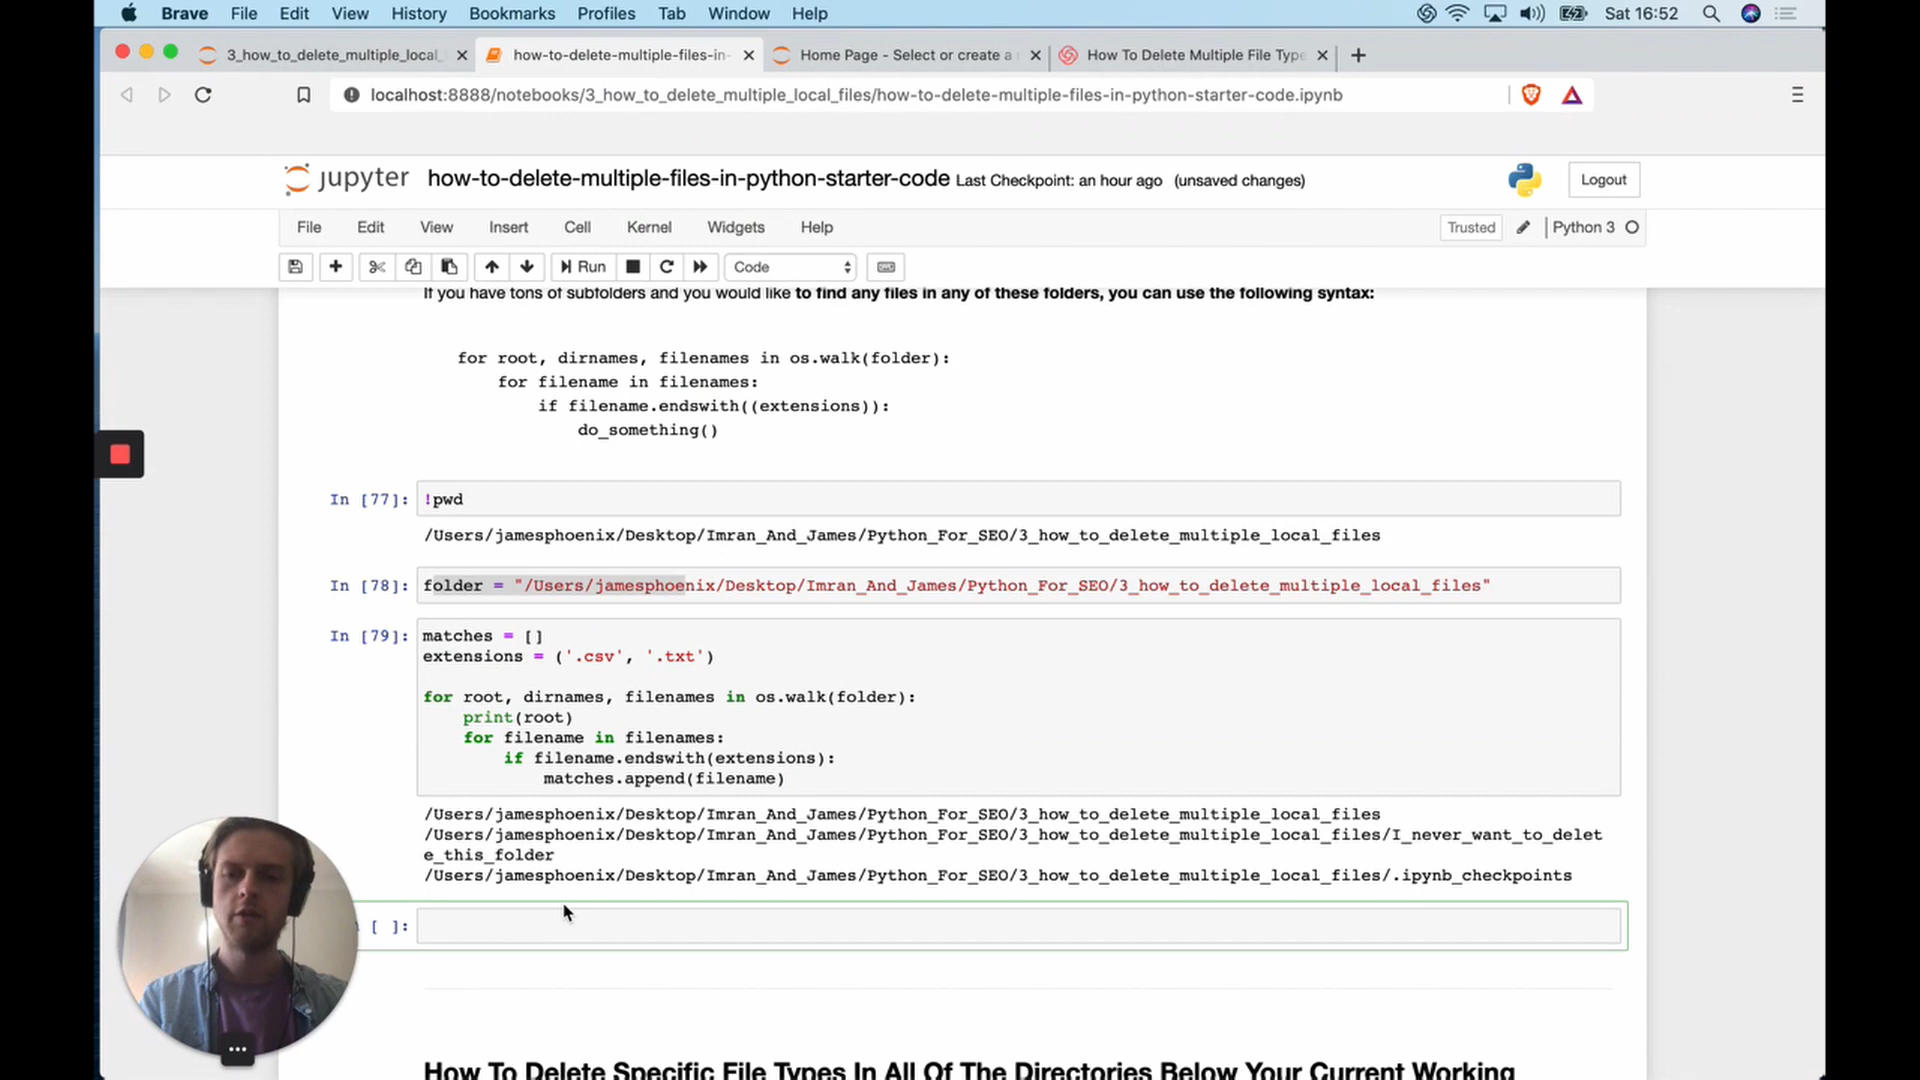 Brave File Edit View History Bookmarks Profiles Tab Window Help Sat 16:52
3_how_to_delete_multiple_local_ how-to-delete-multiple-files-in- Home Page - Select or create a How To Delete Multiple File Type
localhost:8888/notebooks/3_how_to_delete_multiple_local_files/how-to-delete-multiple-files-in-python-starter-code.ipynb
jupyter how-to-delete-multiple-files-in-python-starter-code Last Checkpoint: an hour ago (unsaved changes) Logout
File Edit View Insert Cell Kernel Widgets Help Trusted Python 3
Run Code
If you have tons of subfolders and you would like to find any files in any of these folders, you can use the following syntax:
for root, dirnames, filenames in os.walk(folder):
for filename in filenames:
if filename.endswith((extensions)):
do_something()
In [77]: !pwd
/Users/jamesphoenix/Desktop/Imran_And_James/Python_For_SEO/3_how_to_delete_multiple_local_files
In [78]: folder = "/Users/jamesphoenix/Desktop/Imran_And_James/Python_For_SEO/3_how_to_delete_multiple_local_files"
In [79]: matches = []
extensions = ('.csv', '.txt')
for root, dirnames, filenames in os.walk(folder):
print(root)
for filename in filenames:
if filename.endswith(extensions):
matches.append(filename)
/Users/jamesphoenix/Desktop/Imran_And_James/Python_For_SEO/3_how_to_delete_multiple_local_files
/Users/jamesphoenix/Desktop/Imran_And_James/Python_For_SEO/3_how_to_delete_multiple_local_files/I_never_want_to_delet
e_this_folder
/Users/jamesphoenix/Desktop/Imran_And_James/Python_For_SEO/3_how_to_delete_multiple_local_files/.ipynb_checkpoints
[ ]:
How To Delete Specific File Types In All Of The Directories Below Your Current Working